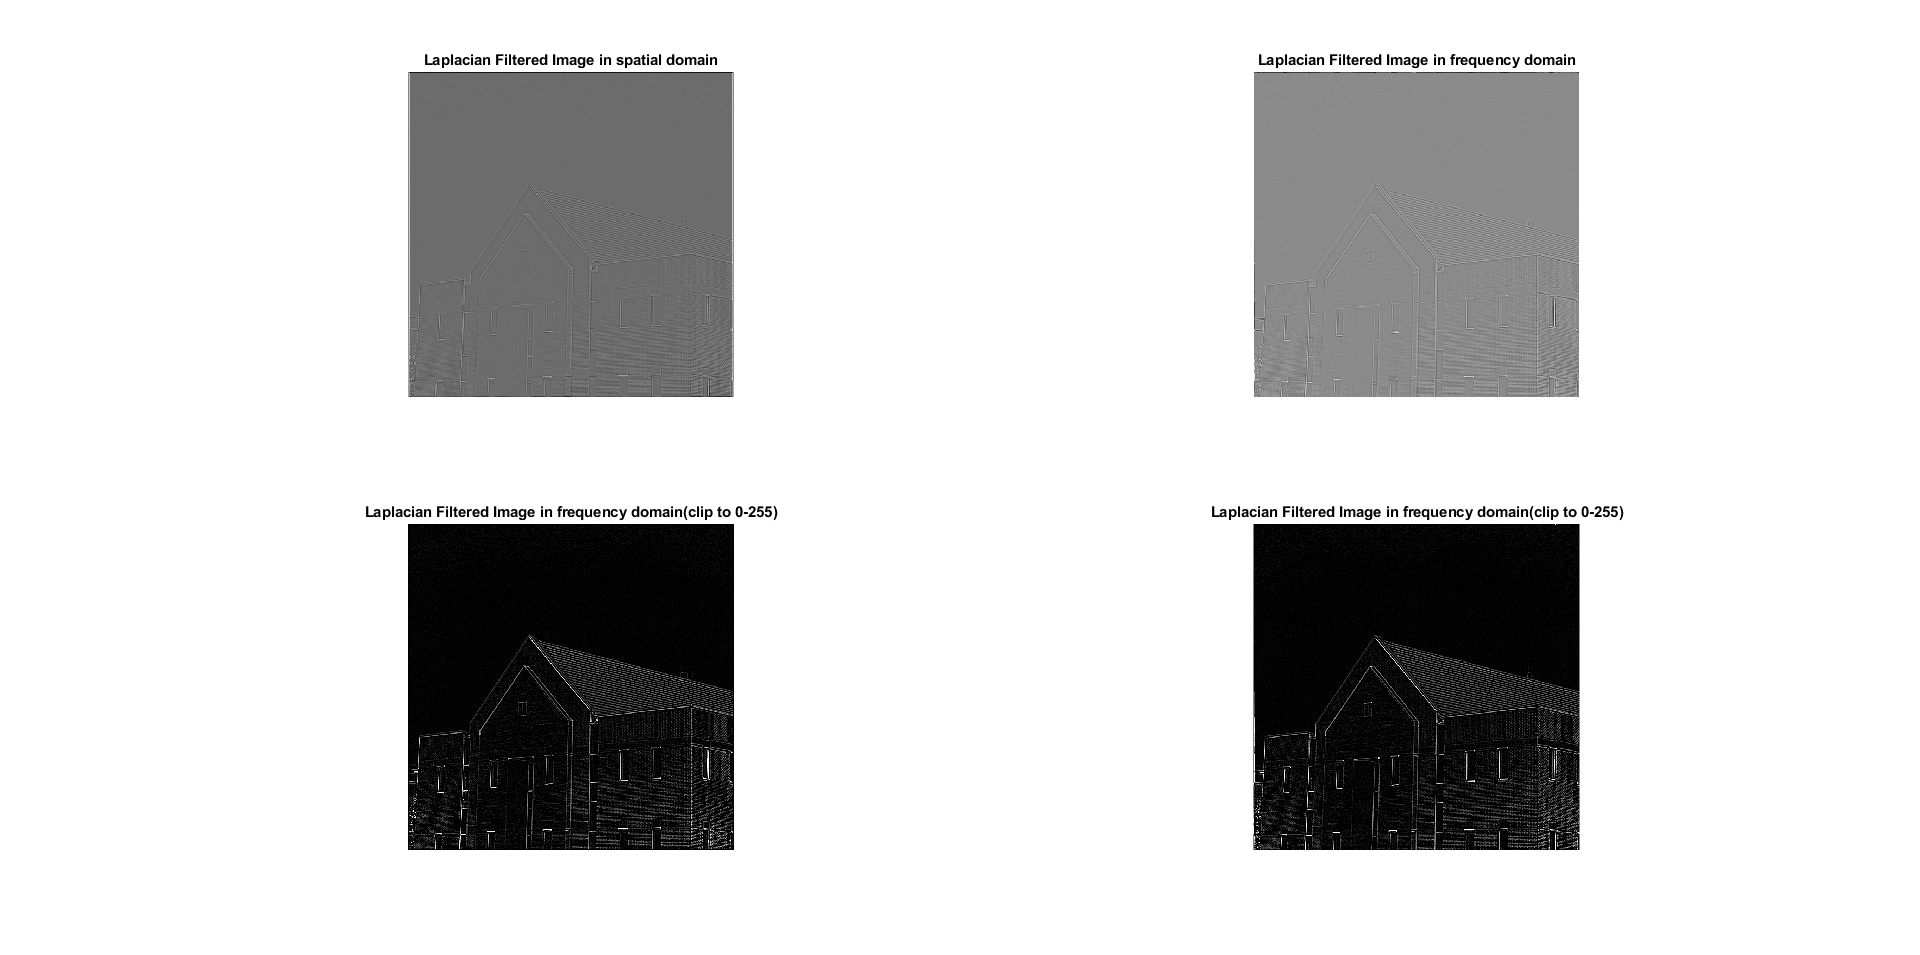 Laplacian Filtered Image in spatial domain
Laplacian Filtered Image in frequency domain
Laplacian Filtered Image in frequency domain(clip to 0-255)
Laplacian Filtered Image in frequency domain(clip to 0-255)